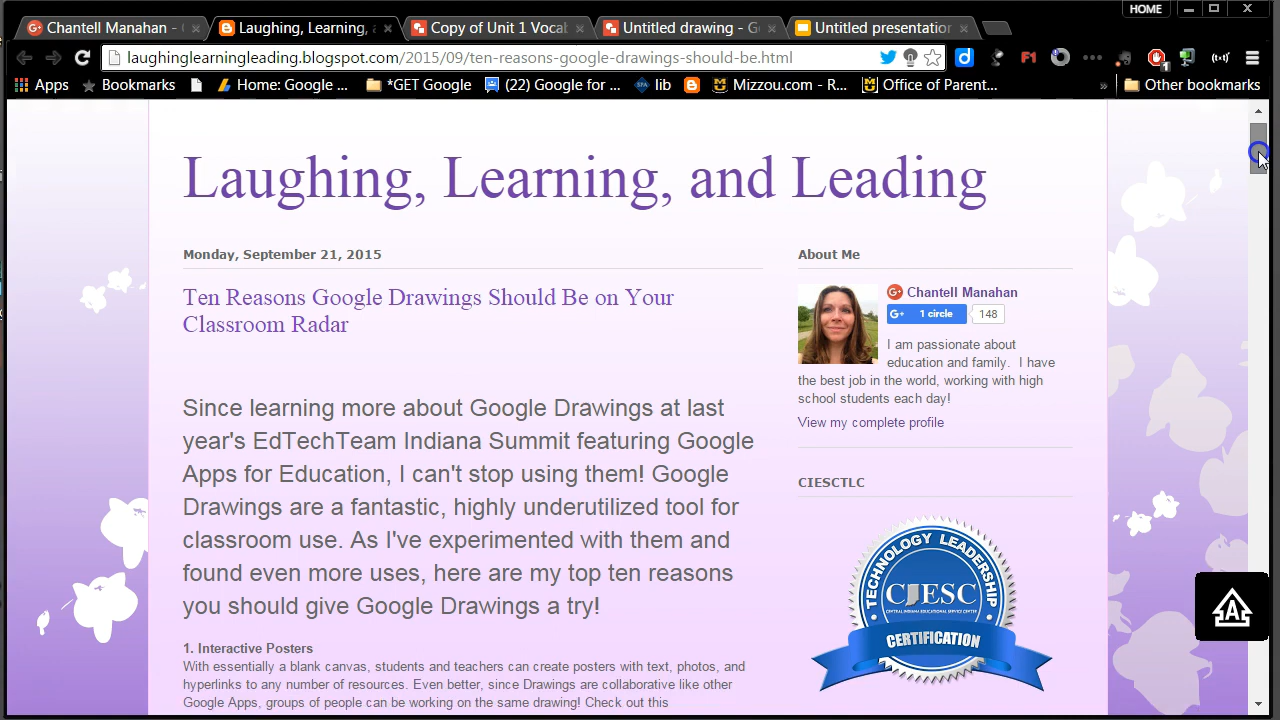 HOME
Chantell Manahan -
Laughing, Learning,
Copy of Unit 1 Vocab
Untitled drawing - G
Untitled presentation
laughinglearningleading.blogspot.com/2015/09/ten-reasons-google-drawings-should-be.html
Apps
Bookmarks
Home: Google ...
*GET Google
(22) Google for ...
lib
Mizzou.com - R...
Office of Parent...
»
Other bookmarks
Laughing, Learning, and Leading
Monday, September 21, 2015
Ten Reasons Google Drawings Should Be on Your
Classroom Radar
Since learning more about Google Drawings at last
year's EdTechTeam Indiana Summit featuring Google
Apps for Education, I can't stop using them! Google
Drawings are a fantastic, highly underutilized tool for
classroom use. As I've experimented with them and
found even more uses, here are my top ten reasons
you should give Google Drawings a try!
1. Interactive Posters
With essentially a blank canvas, students and teachers can create posters with text, photos, and
hyperlinks to any number of resources. Even better, since Drawings are collaborative like other
Google Apps, groups of people can be working on the same drawing! Check out this
About Me
Chantell Manahan
G+ 1 circle 148
I am passionate about
education and family. I have
the best job in the world, working with high
school students each day!
View my complete profile
CIESCTLC
TECHNOLOGY LEADERSHIP
CIESC
CENTRAL INDIANA EDUCATIONAL SERVICE CENTER
CERTIFICATION
A